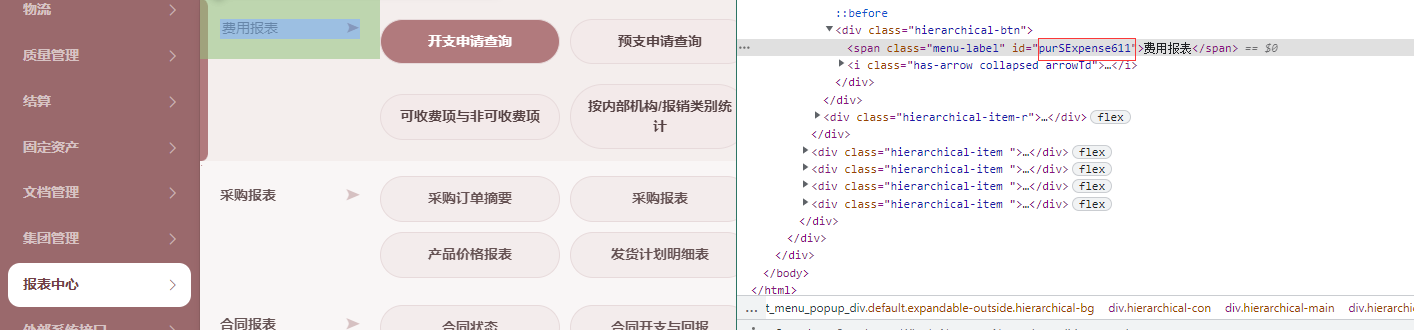 物流
质量管理
结算
固定资产
文档管理
集团管理
报表中心
外部系统接口
费用报表
开支申请查询
预支申请查询
可收费项与非可收费项
按内部机构/报销类别统
计
采购报表
采购订单摘要
采购报表
产品价格报表
发货计划明细表
合同报表
合同状态
合同开支与回报
::before
<div class="hierarchical-btn">
<span class="menu-label" id="purSExpense611">费用报表</span> == $0
<i class="has-arrow collapsed arrowTd">…</i>
</div>
</div>
<div class="hierarchical-item-r">…</div> flex
</div>
<div class="hierarchical-item ">…</div> flex
<div class="hierarchical-item ">…</div> flex
<div class="hierarchical-item ">…</div> flex
<div class="hierarchical-item ">…</div> flex
</div>
</div>
</div>
</body>
</html>
… t_menu_popup_div.default.expandable-outside.hierarchical-bg div.hierarchical-con div.hierarchical-main div.hierarc